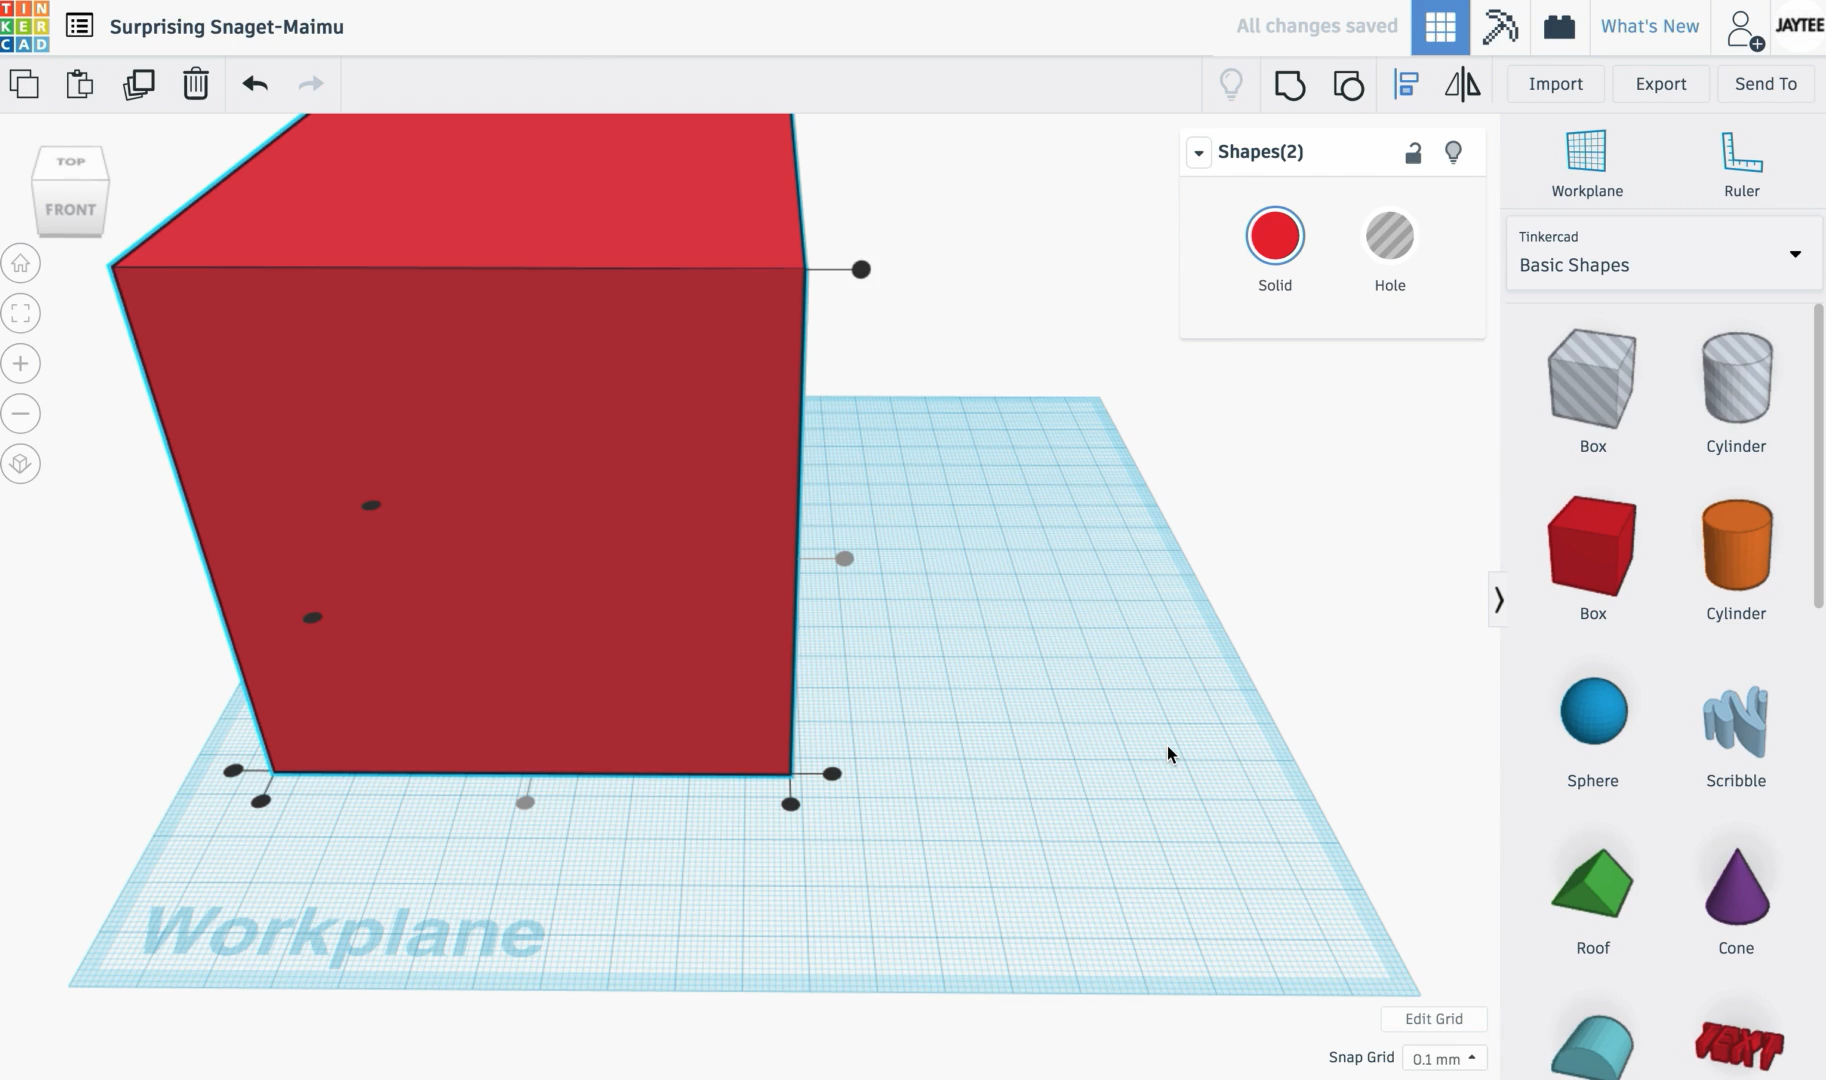 TIN
KER
CAD
Surprising Snaget-Maimu
All changes saved
What's New
JAYTEE
Import
Export
Send To
TOP
FRONT
Shapes(2)
Solid
Hole
Workplane
Ruler
Tinkercad
Basic Shapes
Box
Cylinder
Box
Cylinder
Sphere
Scribble
Roof
Cone
TEXT
Workplane
Edit Grid
Snap Grid
0.1 mm